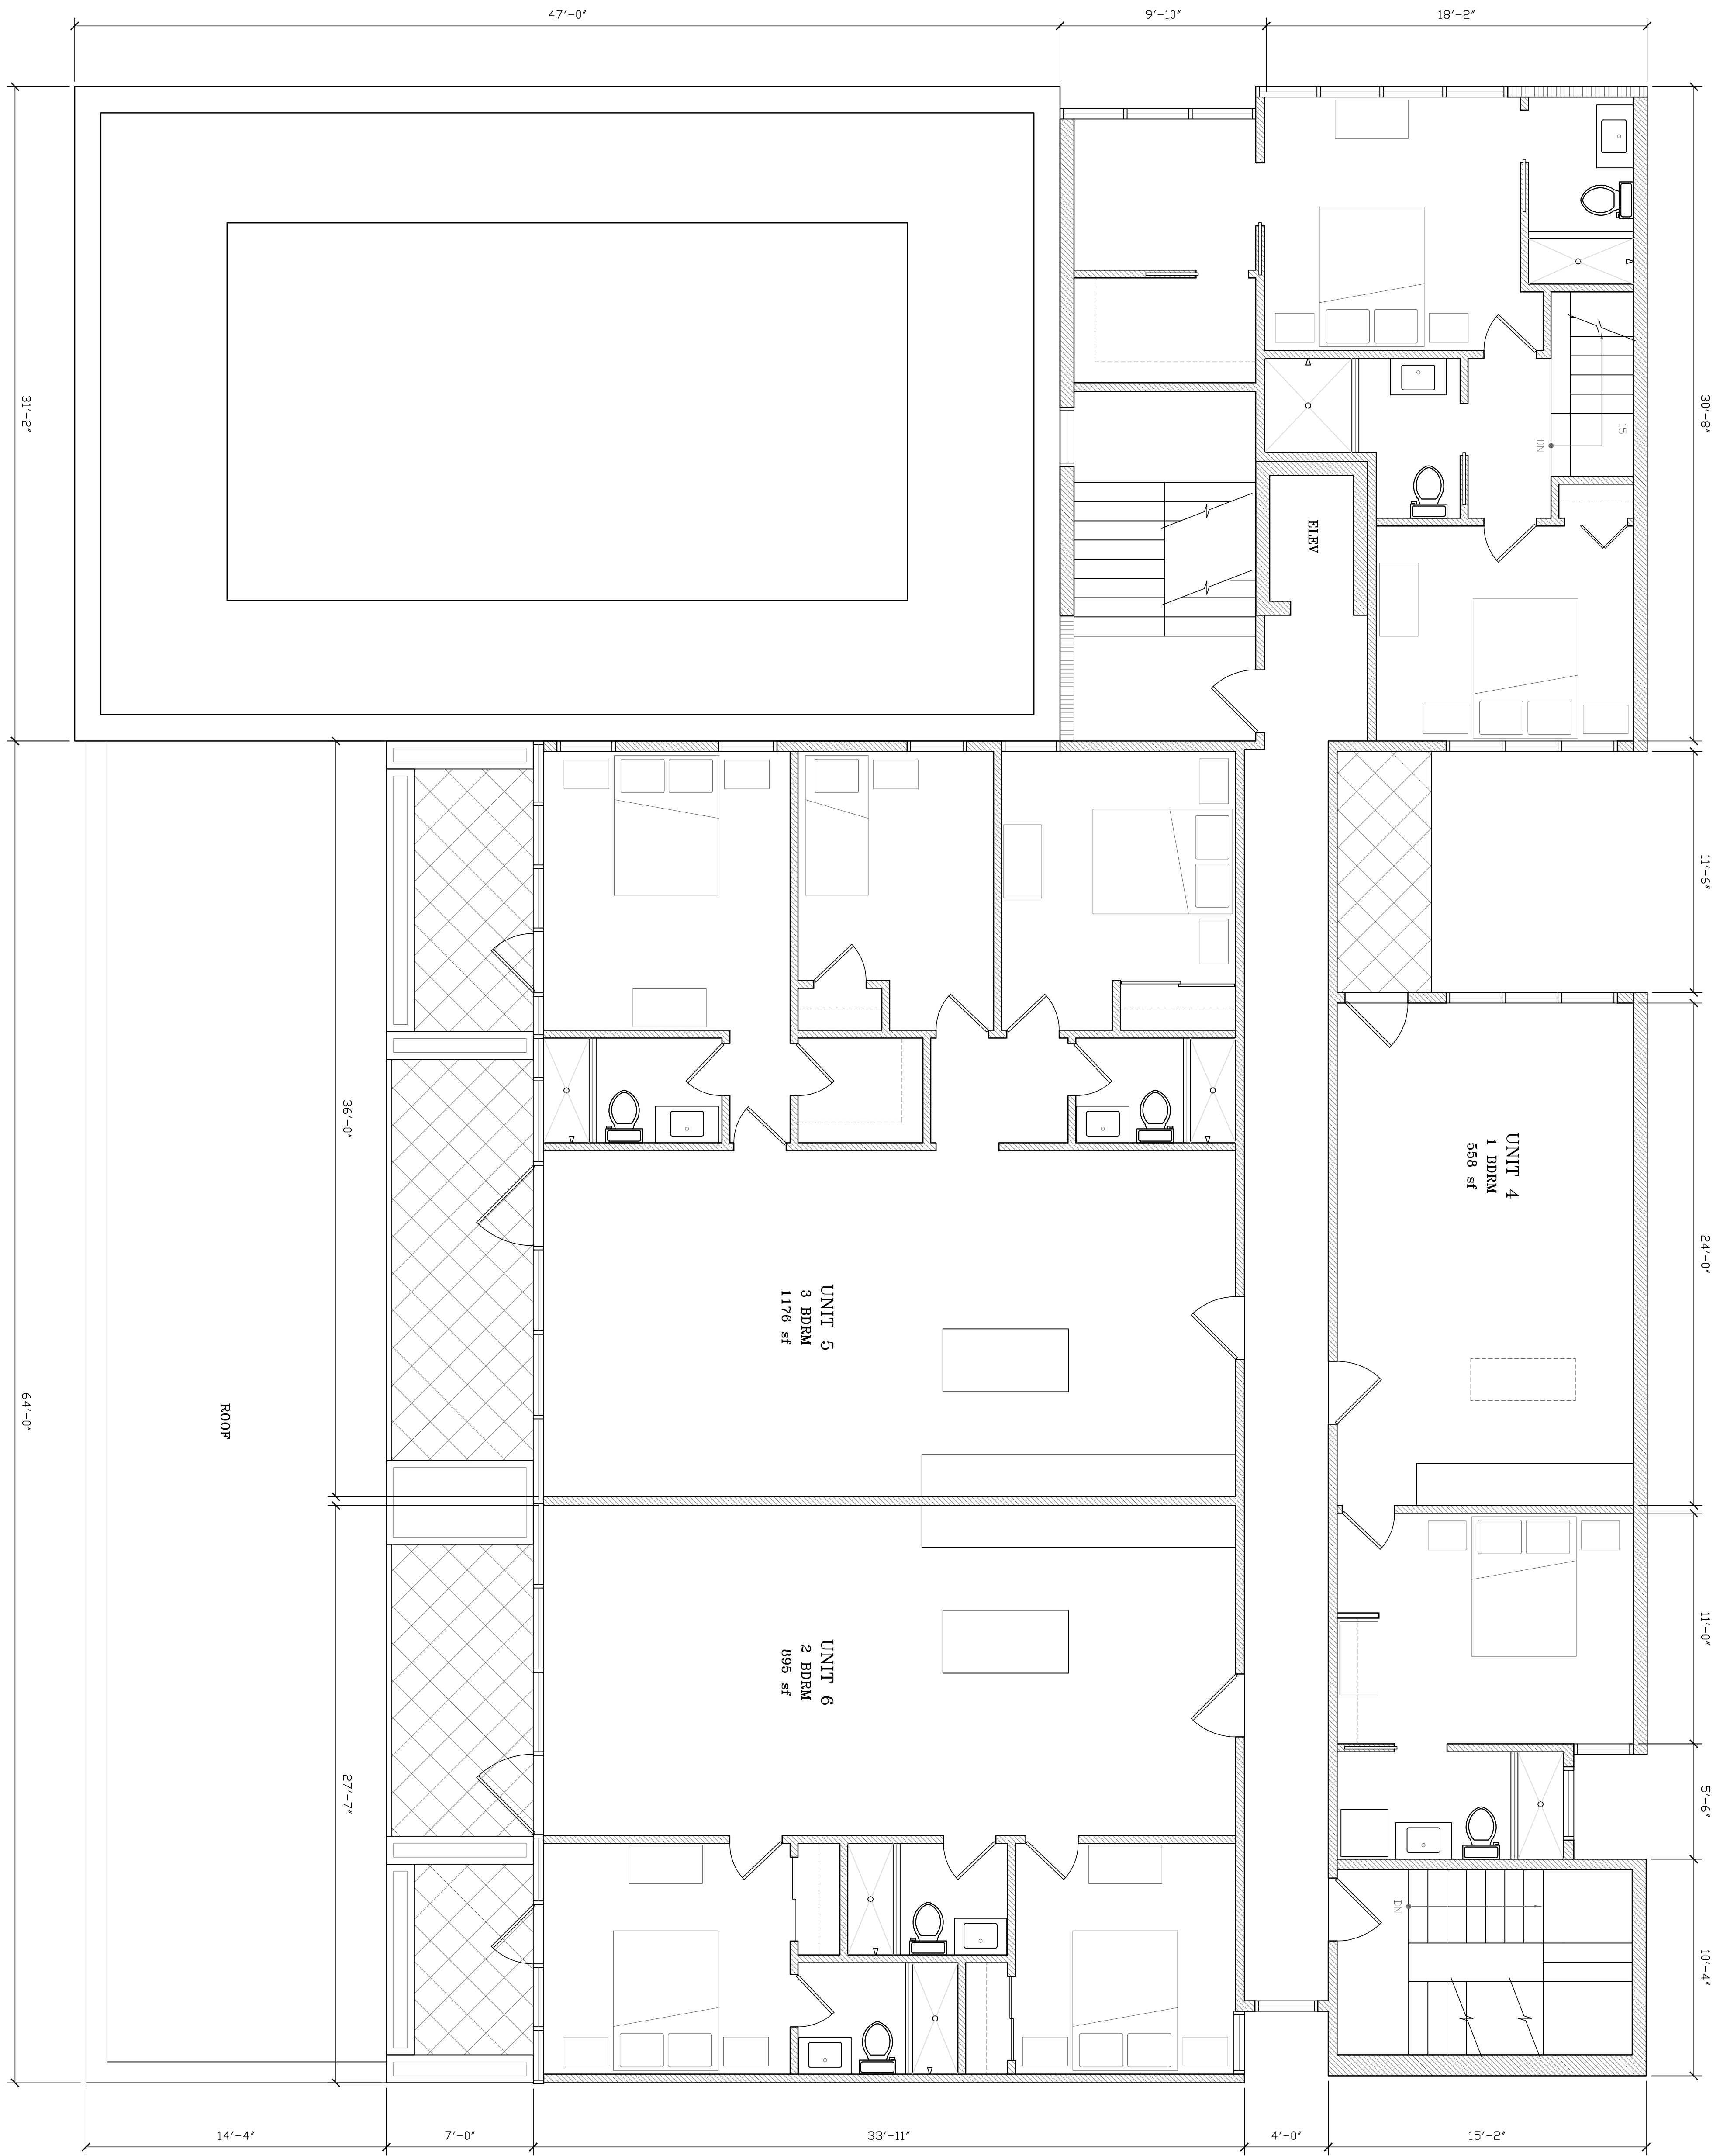 47'-0"
9'-10"
18'-2"
31'-2"
30'-8"
15
DN
ELEV
11'-6"
UNIT 4
1 BDRM
558 sf
24'-0"
36'-0"
UNIT 5
3 BDRM
1176 sf
64'-0"
ROOF
UNIT 6
2 BDRM
895 sf
11'-0"
27'-7"
5'-6"
DN
10'-4"
14'-4"
7'-0"
33'-11"
4'-0"
15'-2"